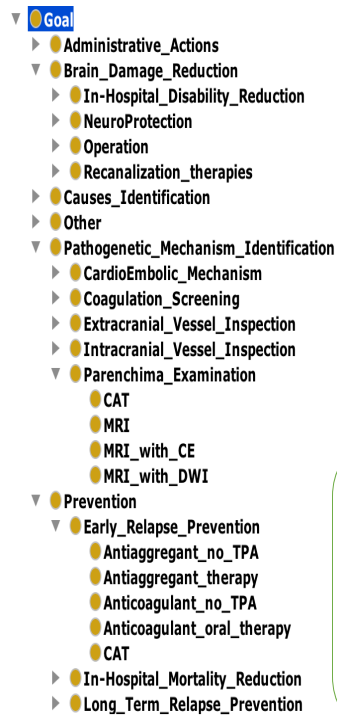 Goal
Administrative_Actions
Brain_Damage_Reduction
In-Hospital_Disability_Reduction
NeuroProtection
Operation
Recanalization_therapies
Causes_Identification
Other
Pathogenetic_Mechanism_Identification
CardioEmbolic_Mechanism
Coagulation_Screening
Extracranial_Vessel_Inspection
Intracranial_Vessel_Inspection
Parenchima_Examination
CAT
MRI
MRI_with_CE
MRI_with_DWI
Prevention
Early_Relapse_Prevention
Antiaggregant_no_TPA
Antiaggregant_therapy
Anticoagulant_no_TPA
Anticoagulant_oral_therapy
CAT
In-Hospital_Mortality_Reduction
Long_Term_Relapse_Prevention